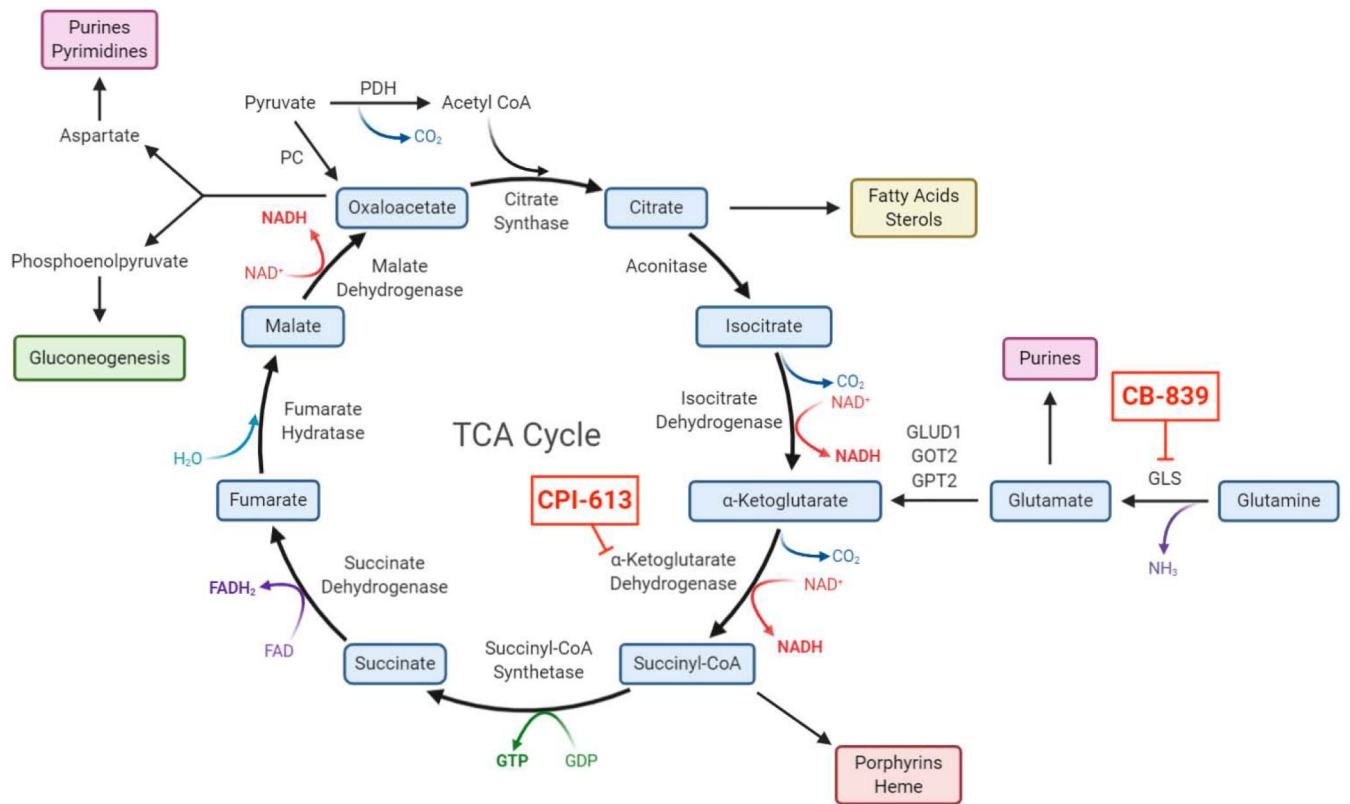 Purines
Pyrimidines
Pyruvate
PDH
Acetyl CoA
CO₂
Aspartate
PC
Oxaloacetate
Citrate
Synthase
Citrate
Fatty Acids
Sterols
NADH
NAD⁺
Malate
Dehydrogenase
Aconitase
Phosphoenolpyruvate
Gluconeogenesis
Malate
Isocitrate
Purines
CB-839
CO₂
NAD⁺
Isocitrate
Dehydrogenase
NADH
Fumarate
Hydratase
H₂O
TCA Cycle
GLUD1
GOT2
GPT2
GLS
Fumarate
CPI-613
α-Ketoglutarate
Glutamate
Glutamine
NH₃
α-Ketoglutarate
Dehydrogenase
CO₂
NAD⁺
NADH
Succinate
Dehydrogenase
FADH₂
FAD
Succinate
Succinyl-CoA
Synthetase
Succinyl-CoA
GTP
GDP
Porphyrins
Heme